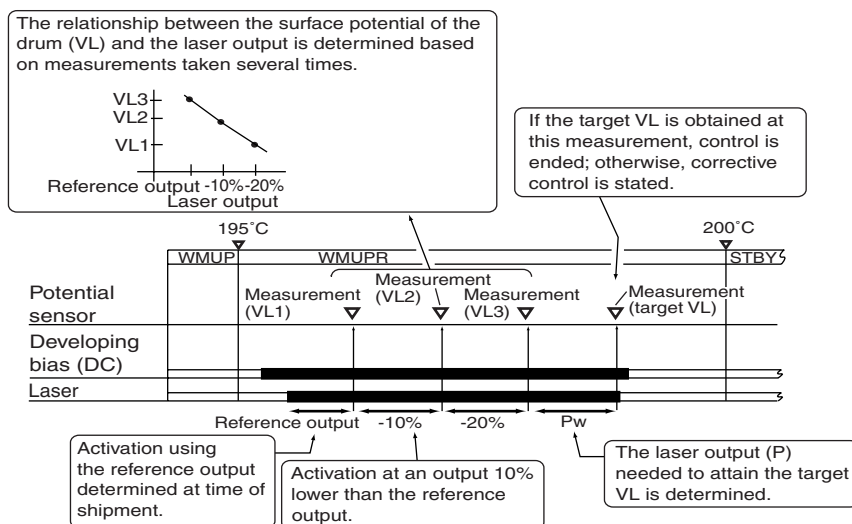 The relationship between the surface potential of the
drum (VL) and the laser output is determined based
on measurements taken several times.
VL3
VL2
VL1
Reference output -10% -20%
Laser output
If the target VL is obtained at
this measurement, control is
ended; otherwise, corrective
control is stated.
195˚C
200˚C
WMUP
WMUPR
STBY
Potential
sensor
Measurement
(VL1)
Measurement
(VL2)
Measurement
(VL3)
Measurement
(target VL)
Developing
bias (DC)
Laser
Reference output
-10%
-20%
Pw
Activation using
the reference output
determined at time of
shipment.
Activation at an output 10%
lower than the reference
output.
The laser output (P)
needed to attain the target
VL is determined.